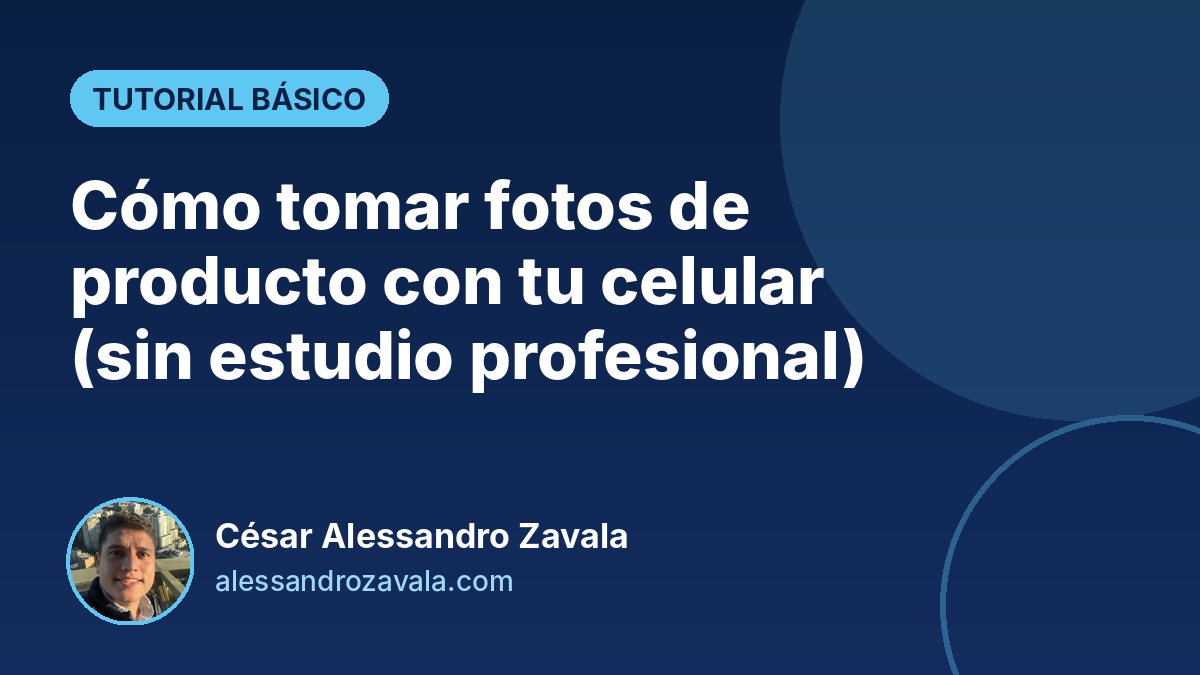 TUTORIAL BÁSICO
Cómo tomar fotos de
producto con tu celular
(sin estudio profesional)
César Alessandro Zavala
alessandrozavala.com